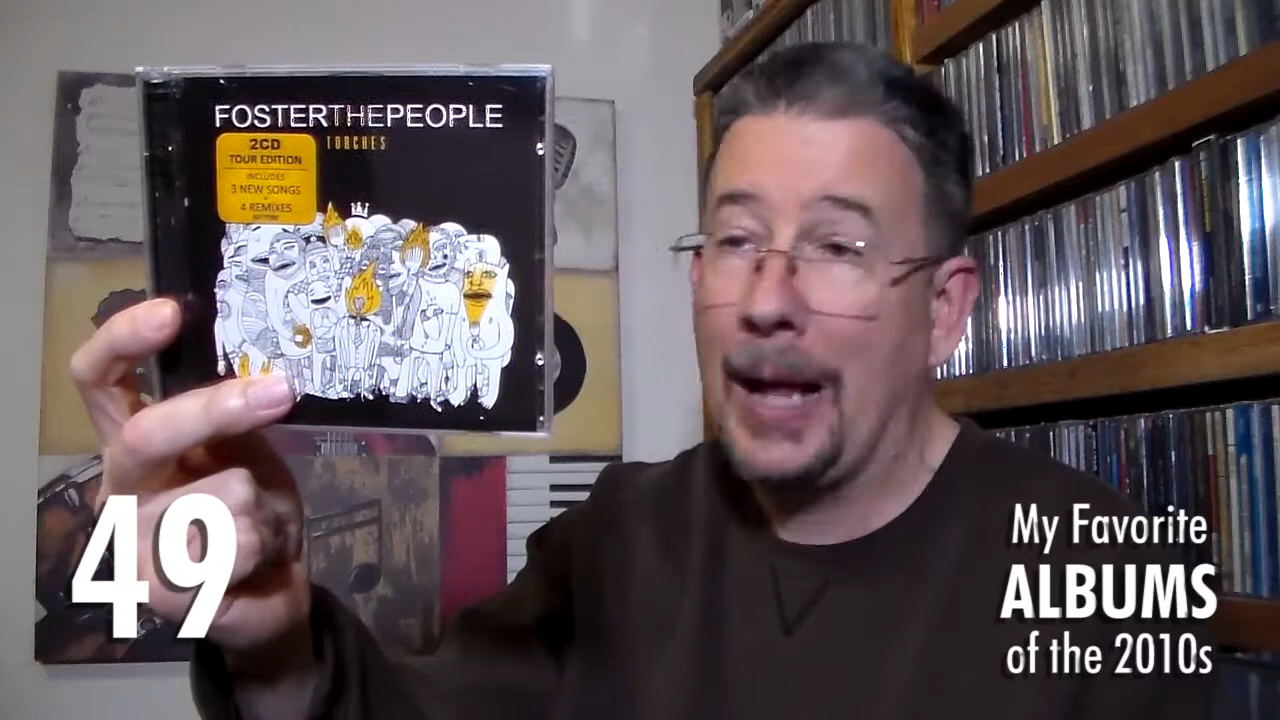 FOSTERTHEPEOPLE
TORCHES
2CD
TOUR EDITION
INCLUDES
3 NEW SONGS
+
4 REMIXES
49
My Favorite
ALBUMS
of the 2010s